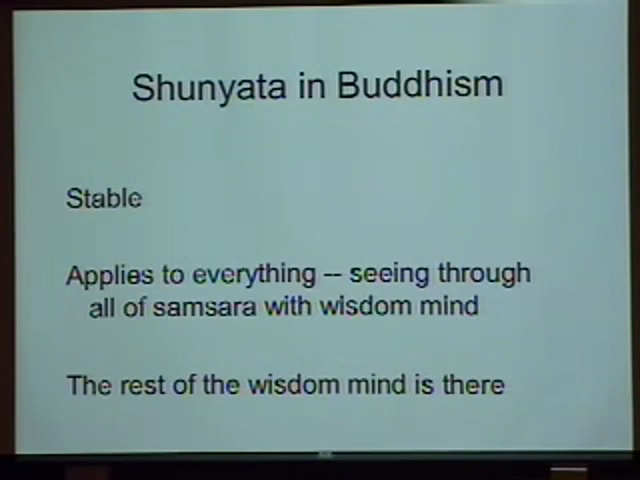 Shunyata in Buddhism
Stable
Applies to everything -- seeing through
all of samsara with wisdom mind
The rest of the wisdom mind is there